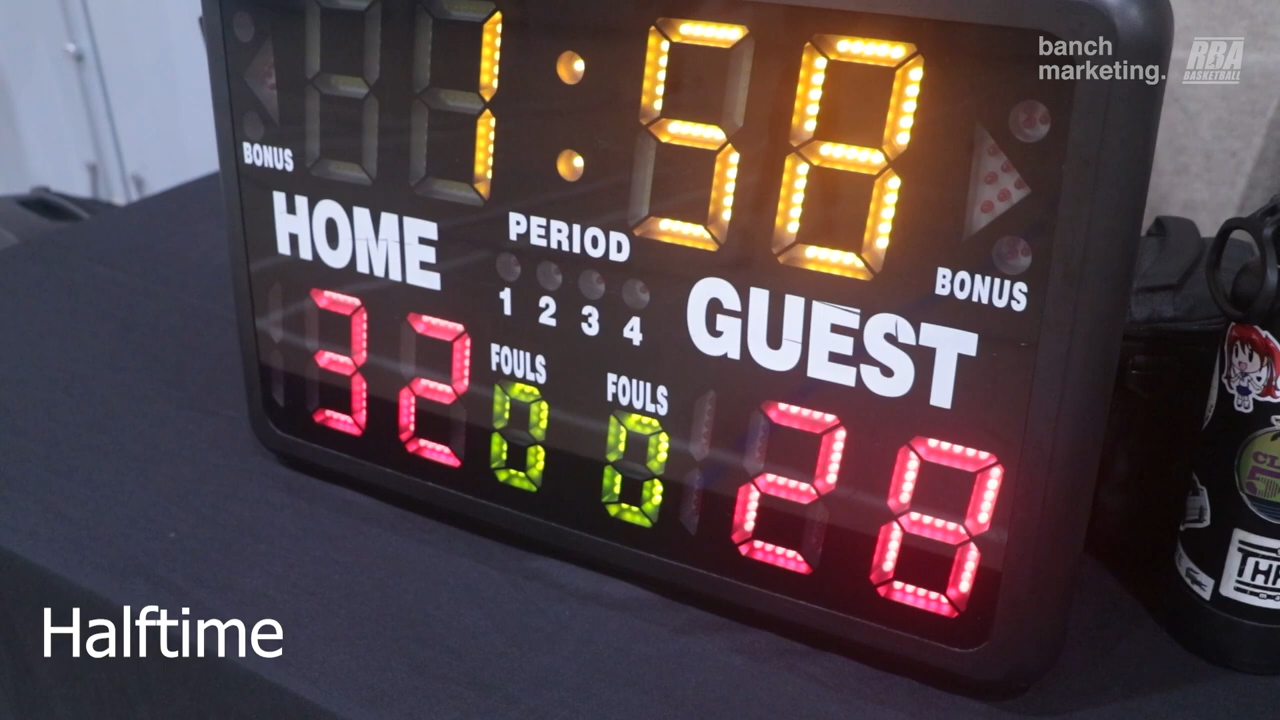 banch
marketing.
RBA
BASKETBALL
1:58
BONUS
HOME
PERIOD
1 2 3 4
GUEST
BONUS
FOULS
FOULS
32
0
0
28
Halftime